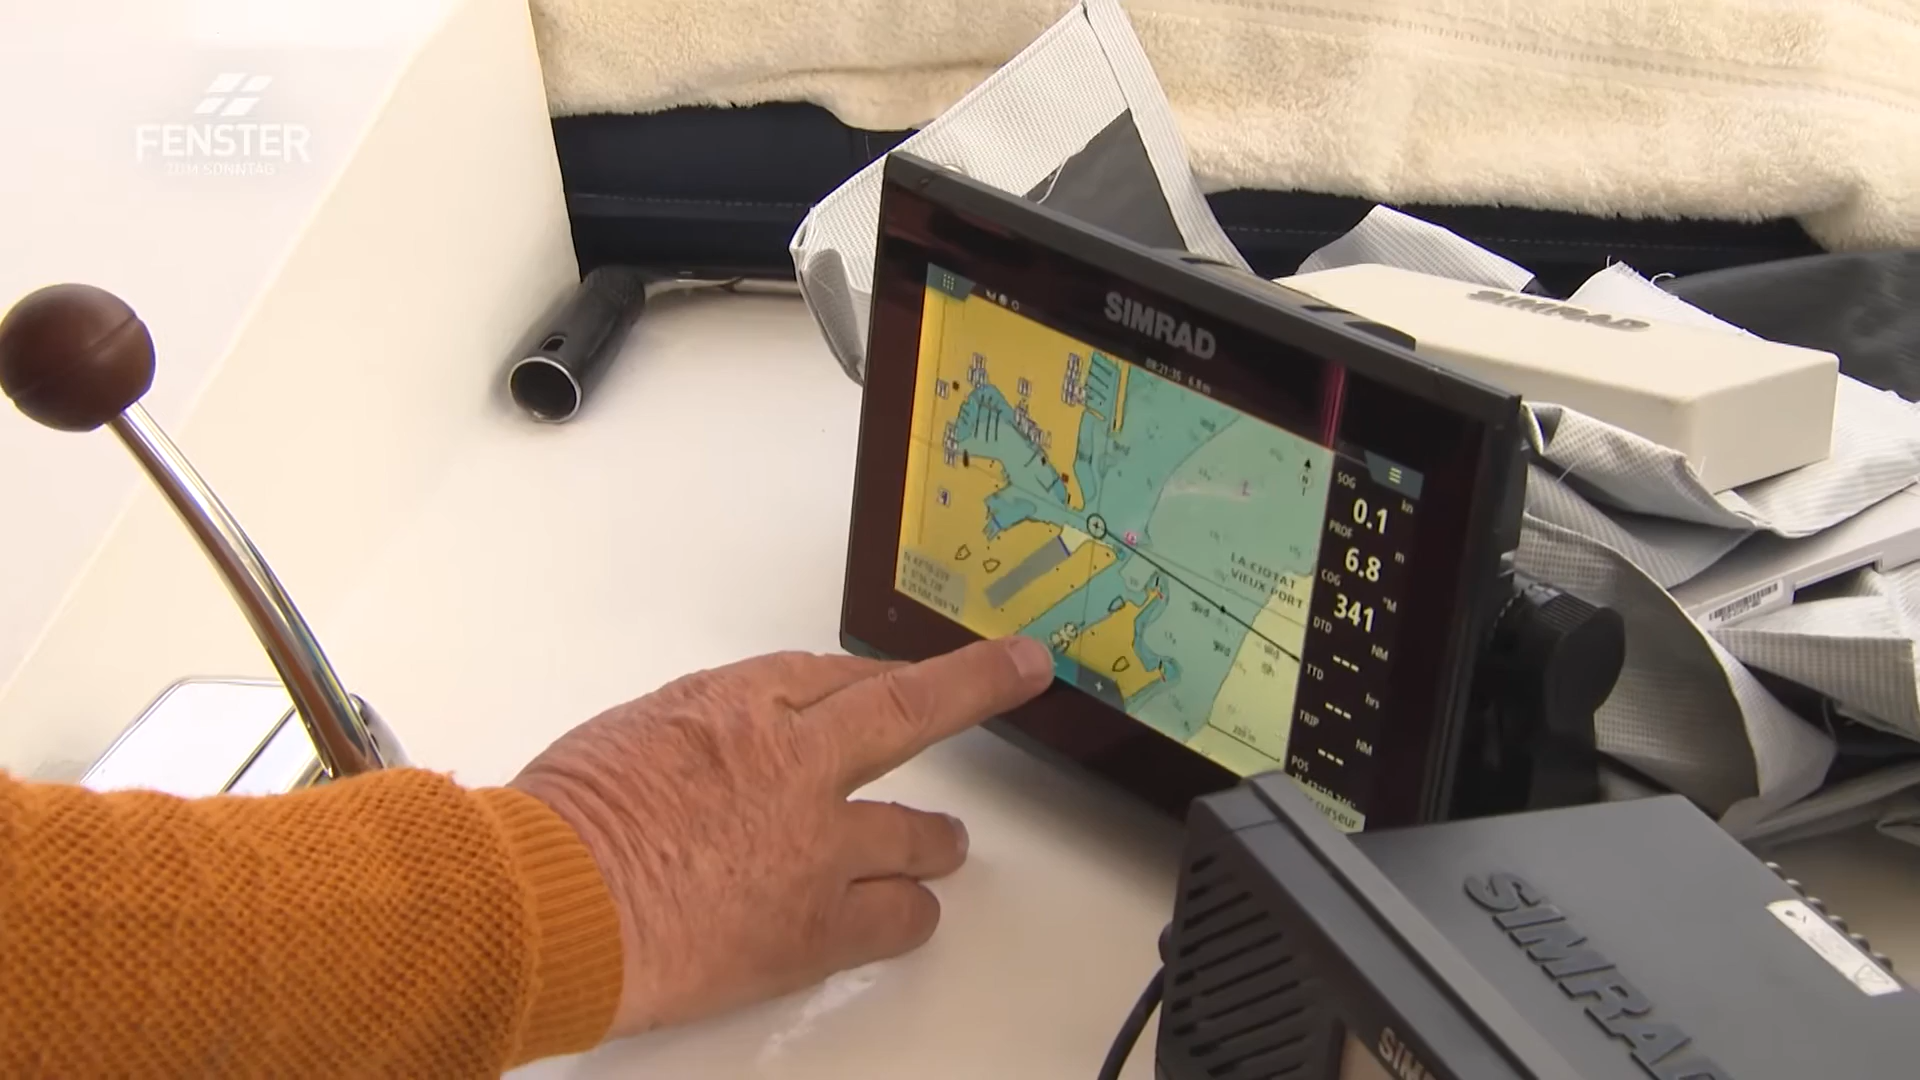 FENSTER
ZUM SONNTAG
SIMRAD
SIMRAD
SOG
0.1 kn
PROF
6.8 m
COG
341 °M
DTD
--- NM
TTD
--- hrs
TRIP
--- NM
POS
curseur
LA CIOTAT
VIEUX PORT
N
SIMRAD